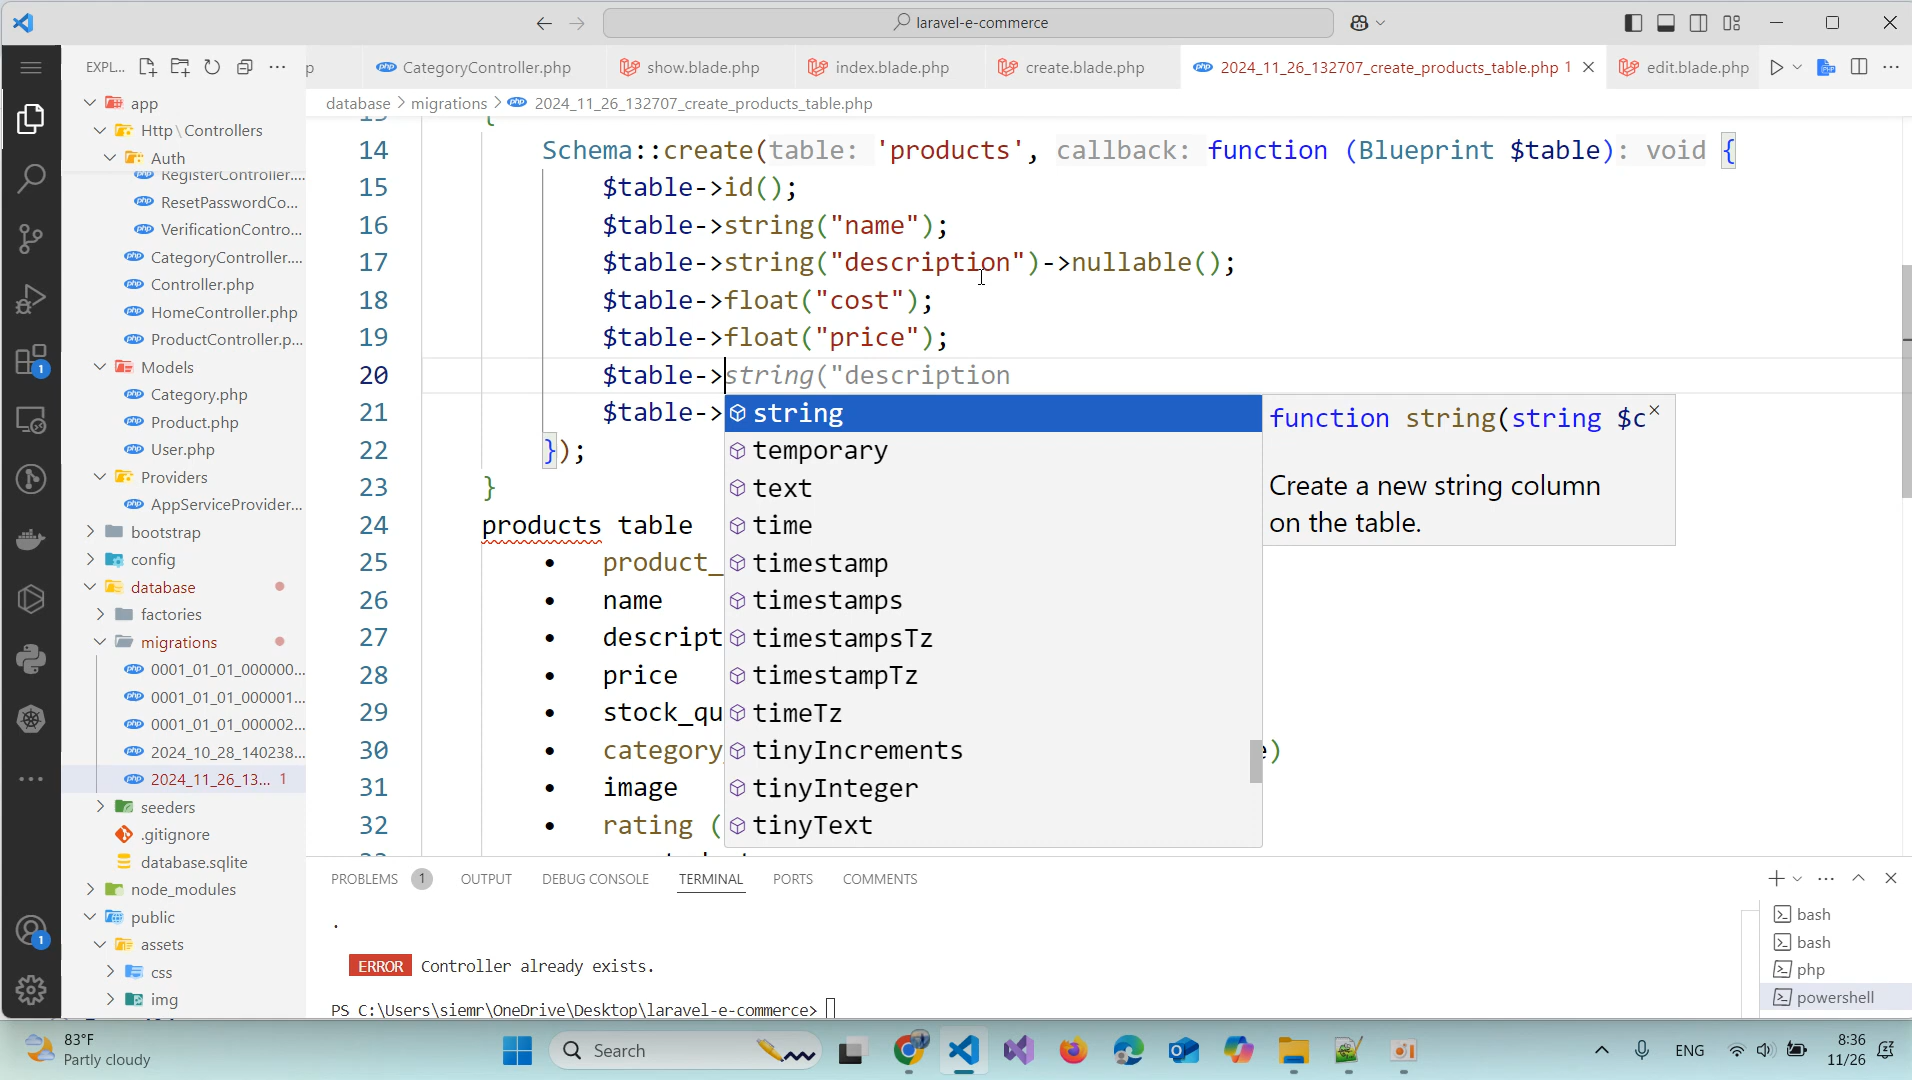 laravel-e-commerce
EXPL...
p
CategoryController.php
show.blade.php
index.blade.php
create.blade.php
2024_11_26_132707_create_products_table.php 1
edit.blade.php
database > migrations > 2024_11_26_132707_create_products_table.php
app
Http\Controllers
Auth
RegisterController....
ResetPasswordCo...
VerificationContro...
CategoryController....
Controller.php
HomeController.php
ProductController.p...
Models
Category.php
Product.php
User.php
Providers
AppServiceProvider...
bootstrap
config
database
factories
migrations
0001_01_01_000000...
0001_01_01_000001...
0001_01_01_000002...
2024_10_28_140238...
2024_11_26_13... 1
seeders
.gitignore
database.sqlite
node_modules
public
assets
css
img
13 {
14 Schema::create(table: 'products', callback: function (Blueprint $table): void {
15 $table->id();
16 $table->string("name");
17 $table->string("description")->nullable();
18 $table->float("cost");
19 $table->float("price");
20 $table->string("description
21 $table->
22 });
23 }
24 products table
25 • product_
26 • name
27 • descript
28 • price
29 • stock_qu
30 • category e)
31 • image
32 • rating (
string
temporary
text
time
timestamp
timestamps
timestampsTz
timestampTz
timeTz
tinyIncrements
tinyInteger
tinyText
function string(string $c
Create a new string column
on the table.
PROBLEMS 1
OUTPUT
DEBUG CONSOLE
TERMINAL
PORTS
COMMENTS
.
ERROR Controller already exists.
PS C:\Users\siemr\OneDrive\Desktop\laravel-e-commerce>
bash
bash
php
powershell
1
1
83°F
Partly cloudy
Search
ENG
8:36
11/26